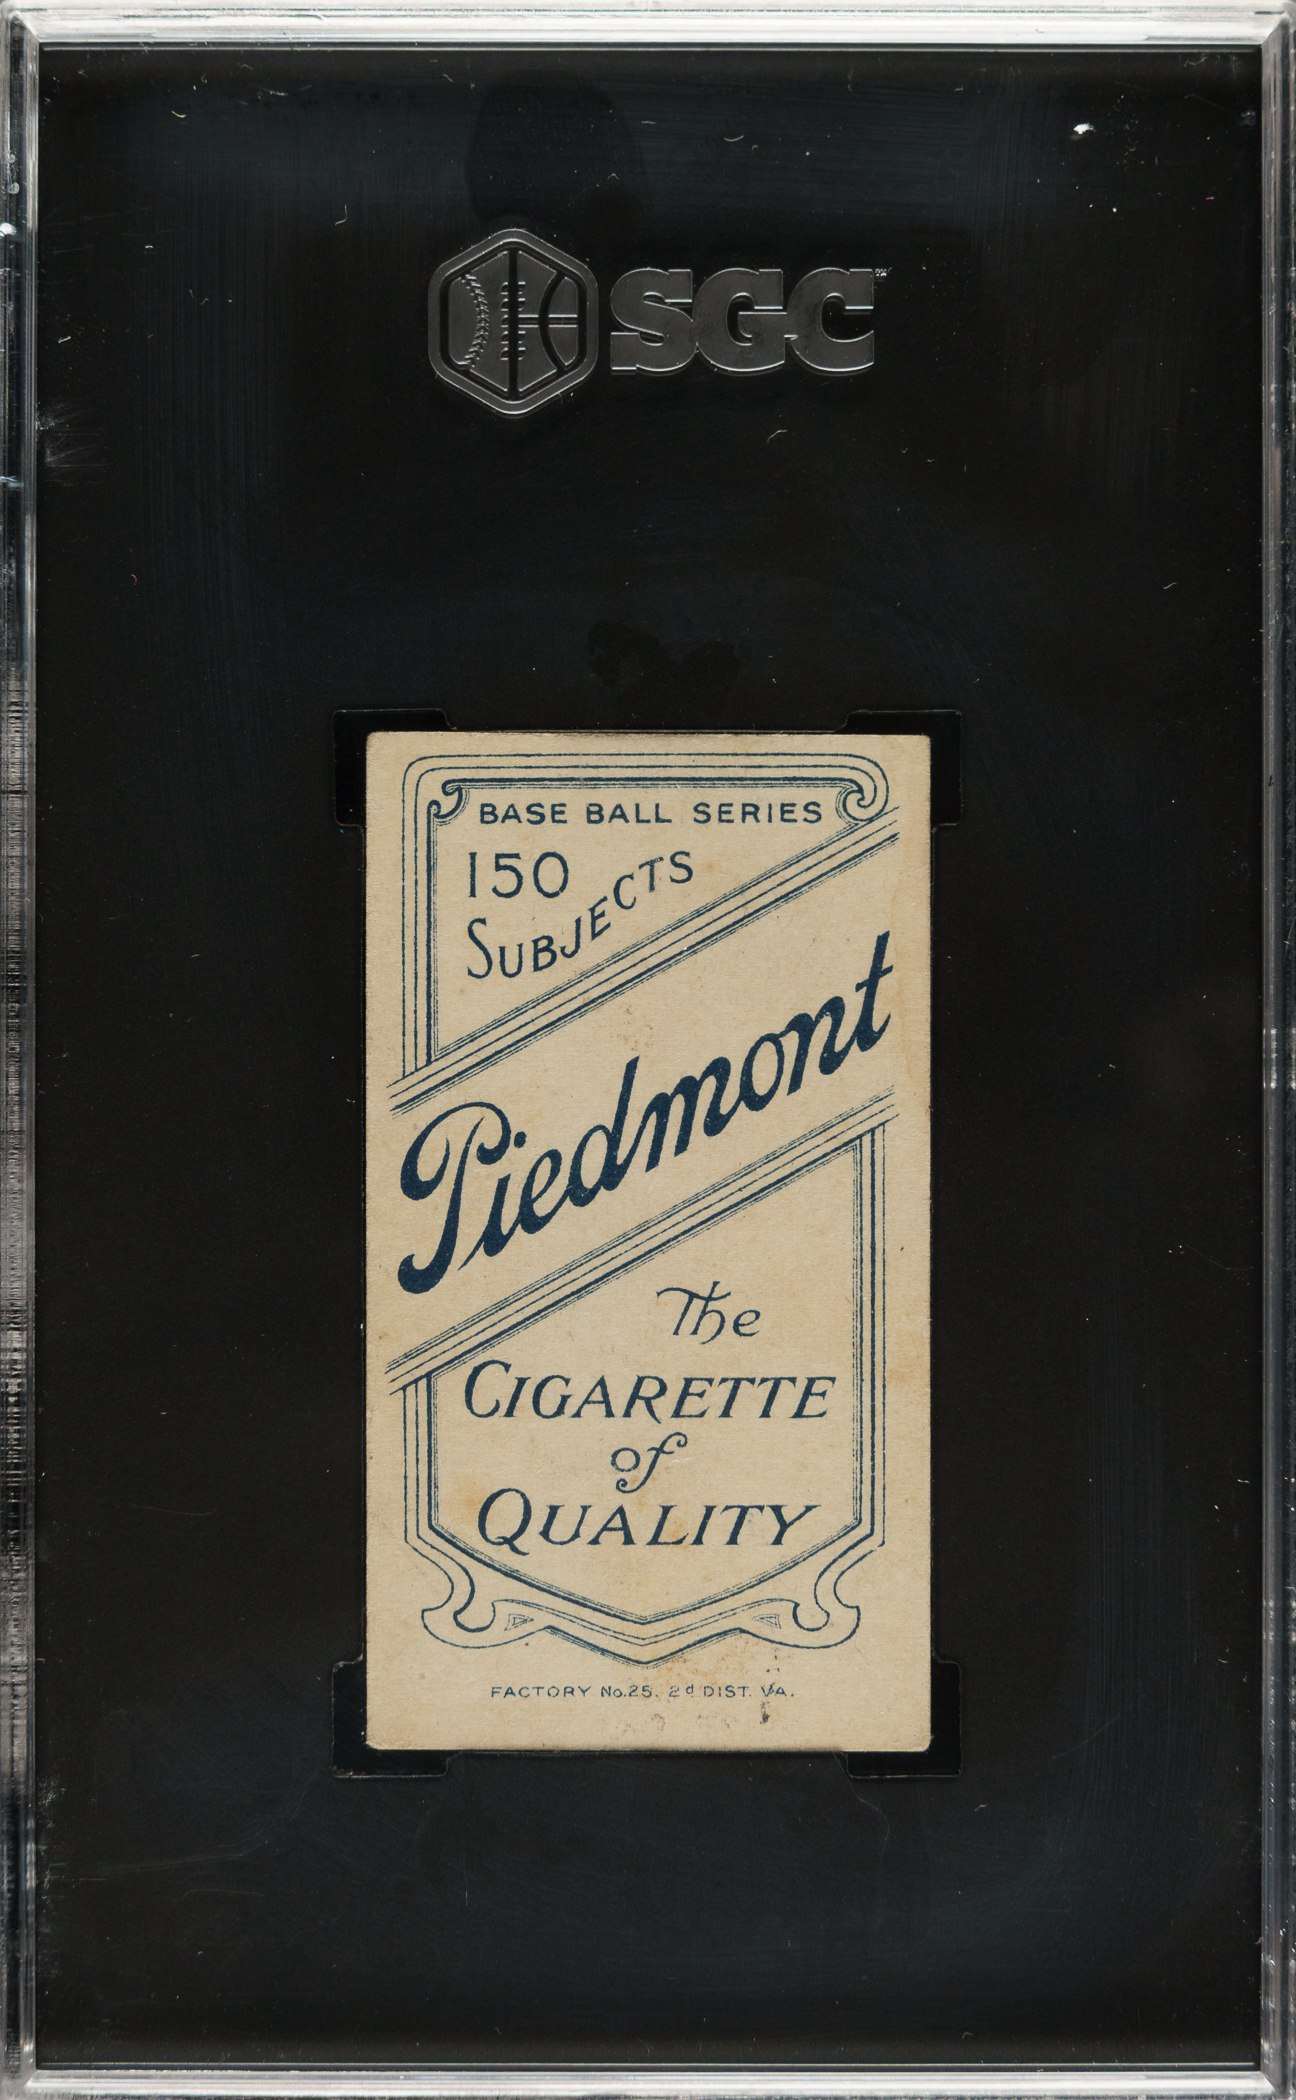 SGC
BASE BALL SERIES
150
SUBJECTS
Piedmont
The
CIGARETTE
of
QUALITY
FACTORY No.25. 2d DIST. VA.